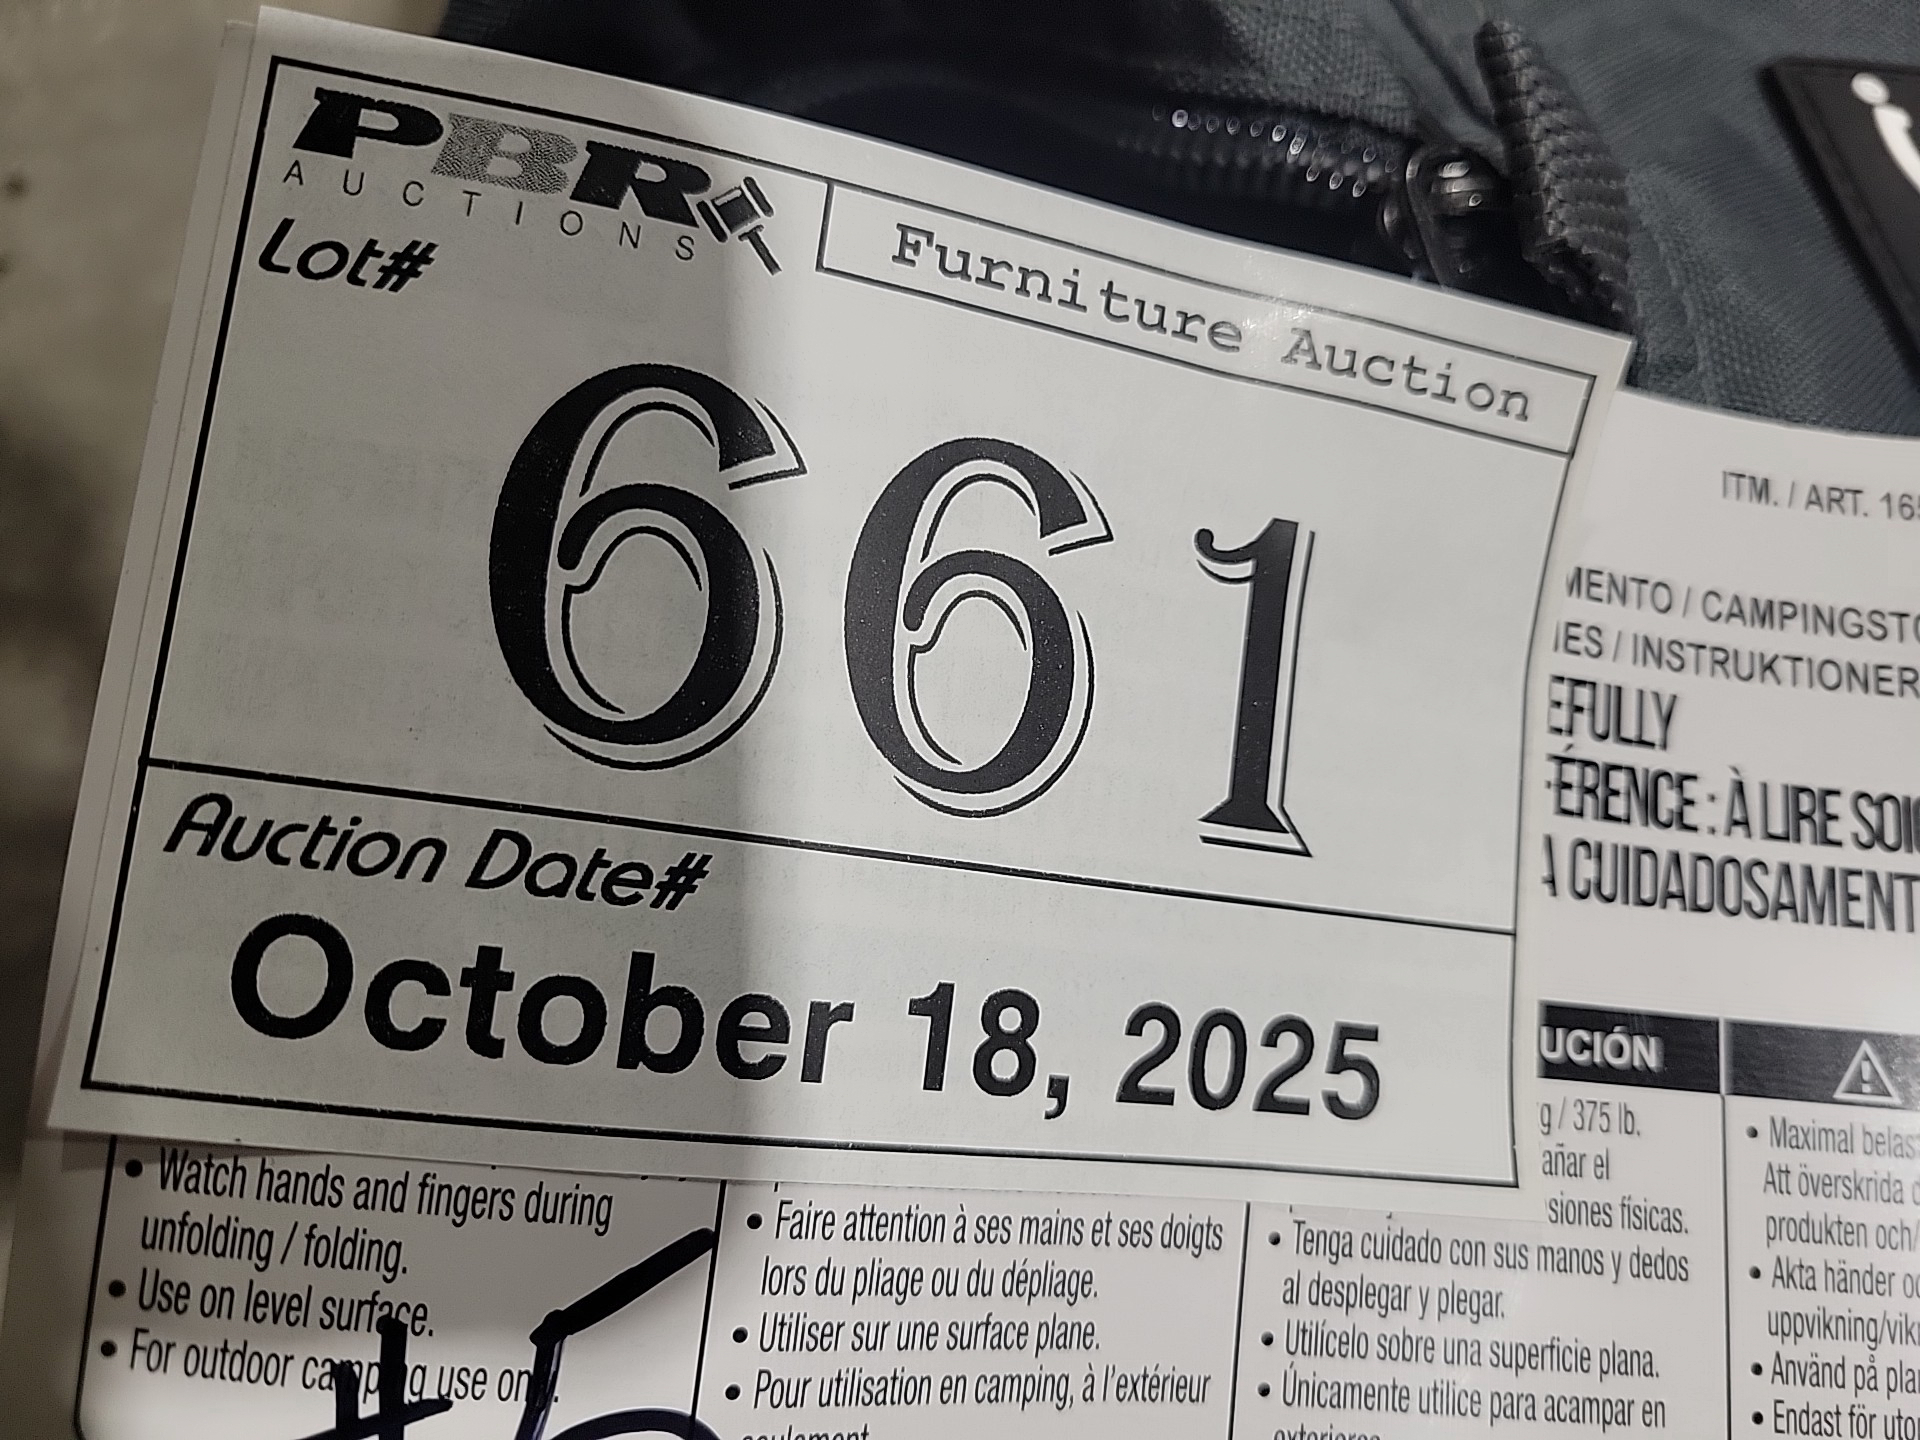 PBR
AUCTIONS
Furniture Auction
Lot#
661
Auction Date#
October 18, 2025
ITM. / ART.
/ CAMPINGSTO
/ INSTRUKTIONER
EFULLY
ÉRENCE : À LIRE SOI
CUIDADOSAMENT
UCIÓN
/ 375 lb.
añar el
siones físicas.
• Watch hands and fingers during
unfolding / folding.
• Use on level surface.
• For outdoor camping use
• Faire attention à ses mains et ses doigts
lors du pliage ou du dépliage.
• Utiliser sur une surface plane.
• Pour utilisation en camping, à l'extérieur
• Tenga cuidado con sus manos y dedos
al desplegar y plegar.
• Utilícelo sobre una superficie plana.
• Únicamente utilice para acampar en
• Maximal belas
Att överskrida
produkten och/
• Akta händer oc
uppvikning/vik
• Använd på pla
• Endast för uto